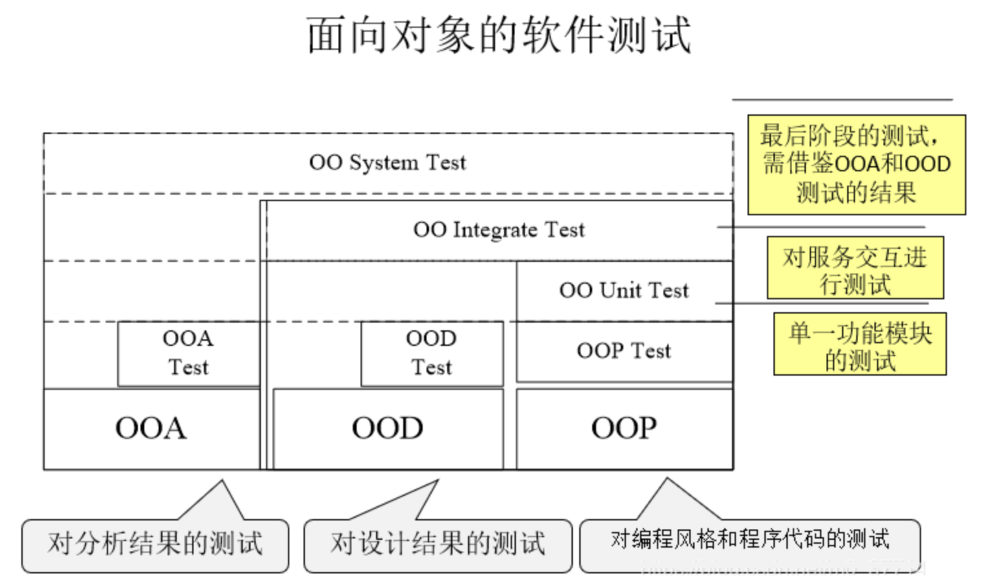 面向对象的软件测试
OO System Test
最后阶段的测试，
需借鉴OOA和OOD
测试的结果
OO Integrate Test
对服务交互进
行测试
OO Unit Test
单一功能模块
的测试
OOA
Test
OOD
Test
OOP Test
OOA
OOD
OOP
对分析结果的测试
对设计结果的测试
对编程风格和程序代码的测试